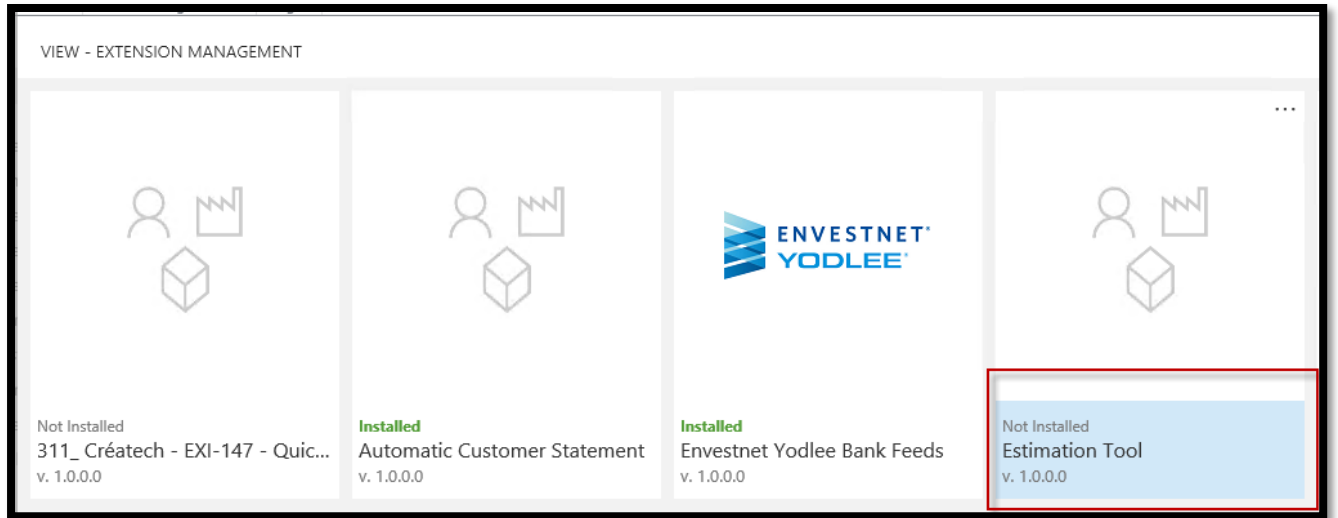 VIEW - EXTENSION MANAGEMENT
...
ENVESTNET®
YODLEE®
Not Installed
311_ Créatech - EXI-147 - Quic...
v. 1.0.0.0
Installed
Automatic Customer Statement
v. 1.0.0.0
Installed
Envestnet Yodlee Bank Feeds
v. 1.0.0.0
Not Installed
Estimation Tool
v. 1.0.0.0